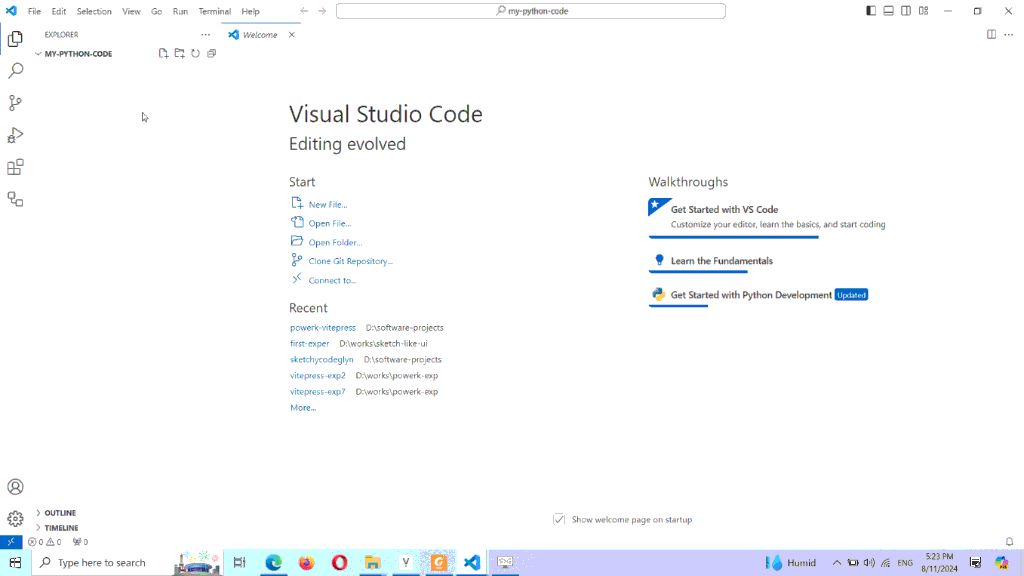 File Edit Selection View Go Run Terminal Help my-python-code
EXPLORER
Welcome
MY-PYTHON-CODE
Visual Studio Code
Editing evolved
Start
New File...
Open File...
Open Folder...
Clone Git Repository...
Connect to...
Recent
powerk-vitepress D:\software-projects
first-exper D:\works\sketch-like-ui
sketchycodeglyn D:\software-projects
vitepress-exp2 D:\works\powerk-exp
vitepress-exp7 D:\works\powerk-exp
More...
Walkthroughs
Get Started with VS Code
Customize your editor, learn the basics, and start coding
Learn the Fundamentals
Get Started with Python Development Updated
OUTLINE
TIMELINE
Show welcome page on startup
0 0 0
Type here to search
Humid
ENG
5:23 PM
8/11/2024